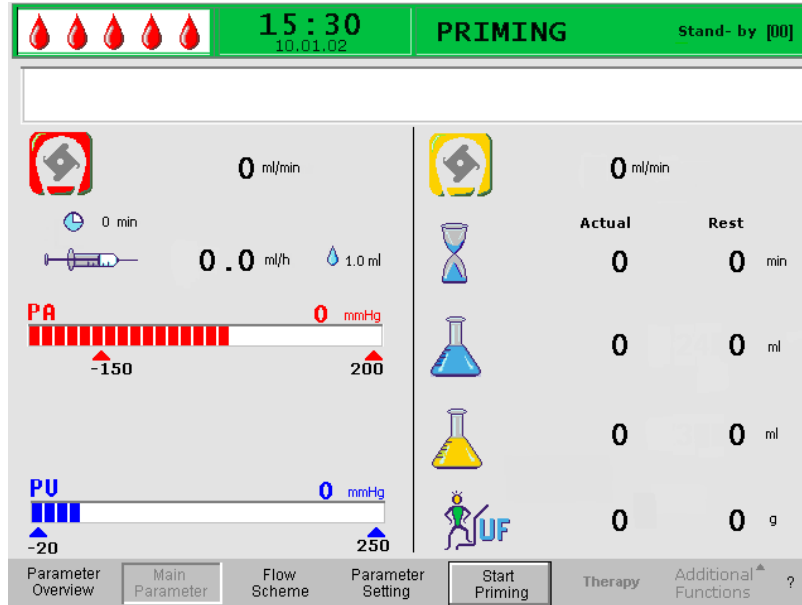 15:30
10.01.02
PRIMING
Stand- by [00]
0 ml/min
0 ml/min
0 min
0.0 ml/h 1.0 ml
Actual Rest
0 0 min
PA 0 mmHg
-150 200
0 0 ml
0 0 ml
PV 0 mmHg
-20 250
UF 0 0 g
Parameter Overview
Main Parameter
Flow Scheme
Parameter Setting
Start Priming
Therapy
Additional Functions
?